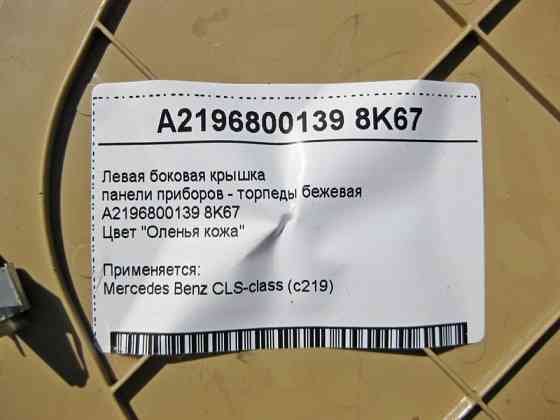 A2196800139 8K67
Левая боковая крышка
панели приборов - торпеды бежевая
A2196800139 8K67
Цвет "Оленья кожа"
Применяется:
Mercedes Benz CLS-class (c219)